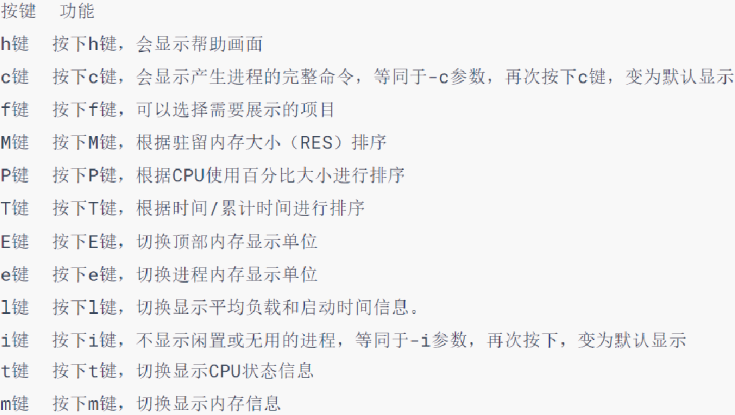 按键 功能
h键 按下h键，会显示帮助画面
c键 按下c键，会显示产生进程的完整命令，等同于-c参数，再次按下c键，变为默认显示
f键 按下f键，可以选择需要展示的项目
M键 按下M键，根据驻留内存大小（RES）排序
P键 按下P键，根据CPU使用百分比大小进行排序
T键 按下T键，根据时间/累计时间进行排序
E键 按下E键，切换顶部内存显示单位
e键 按下e键，切换进程内存显示单位
l键 按下l键，切换显示平均负载和启动时间信息。
i键 按下i键，不显示闲置或无用的进程，等同于-i参数，再次按下，变为默认显示
t键 按下t键，切换显示CPU状态信息
m键 按下m键，切换显示内存信息